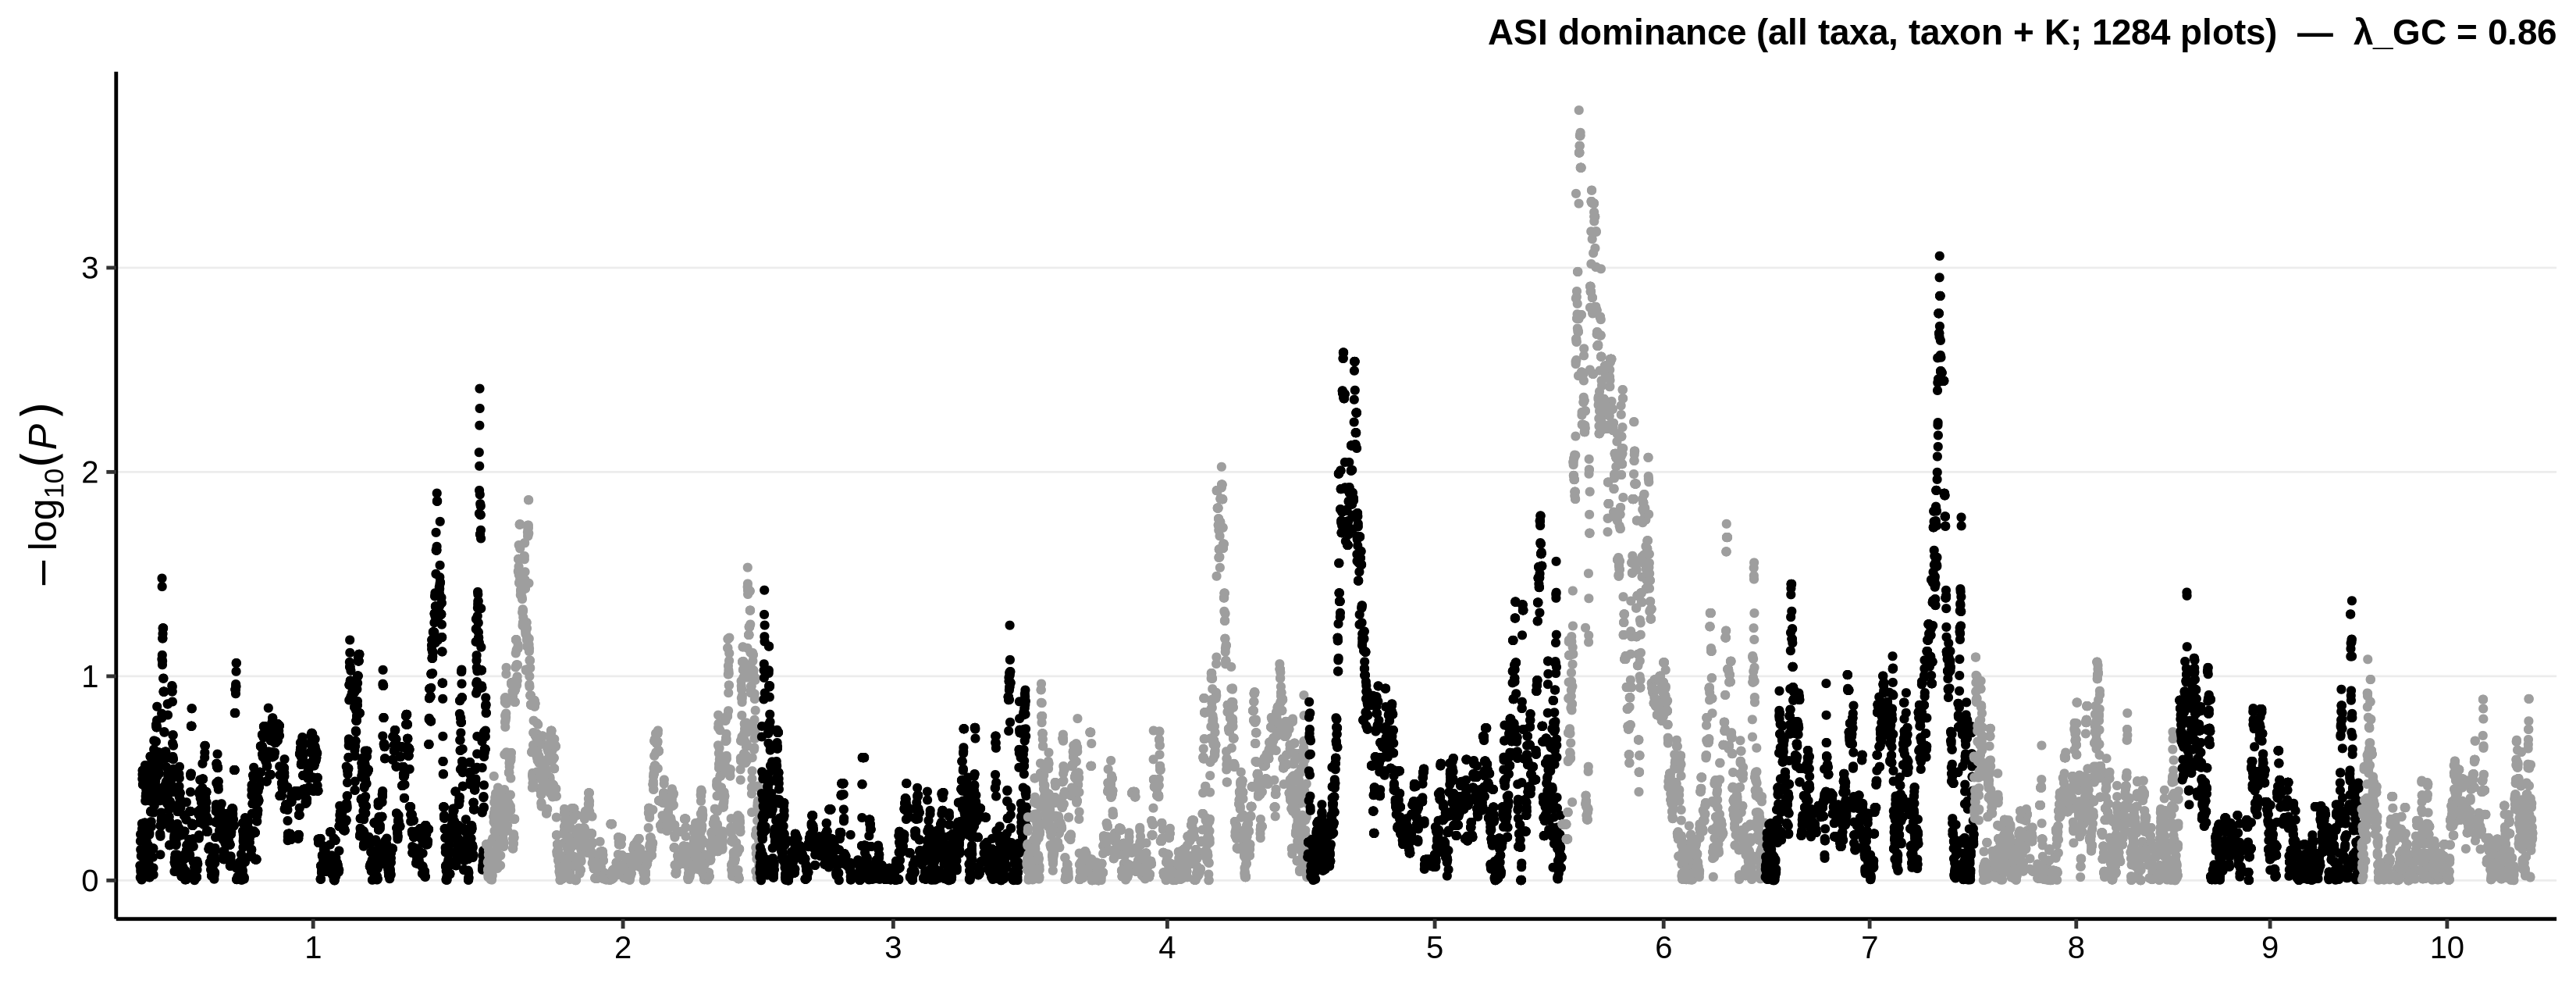 ASI dominance (all taxa, taxon + K; 1284 plots) — λ_GC = 0.86
− log10(P)
3
2
1
0
1 2 3 4 5 6 7 8 9 10